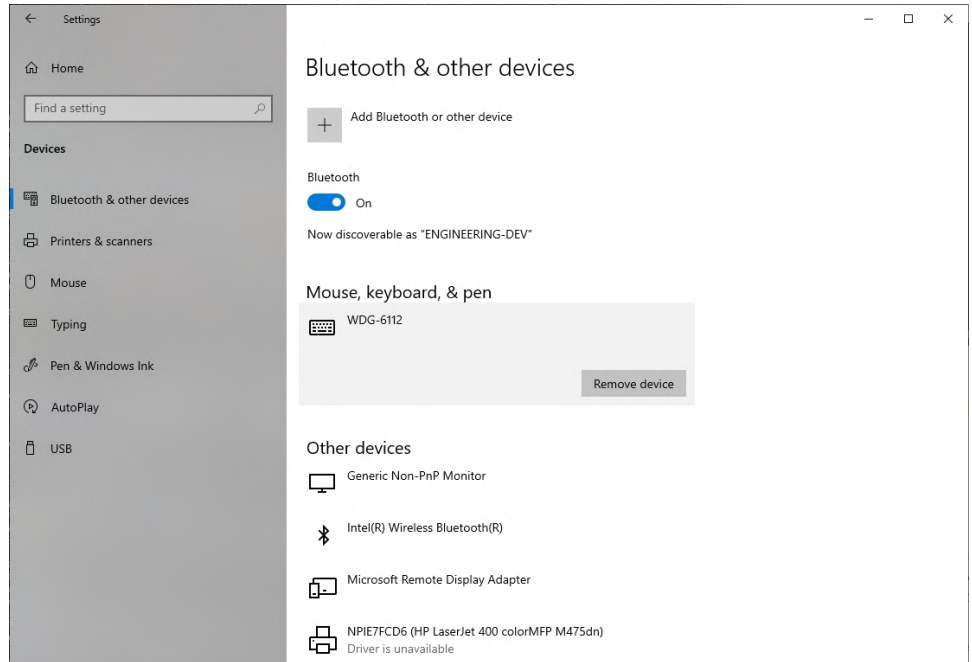 Settings
Home
Find a setting
Devices
Bluetooth & other devices
Printers & scanners
Mouse
Typing
Pen & Windows Ink
AutoPlay
USB
Bluetooth & other devices
Add Bluetooth or other device
Bluetooth
On
Now discoverable as "ENGINEERING-DEV"
Mouse, keyboard, & pen
WDG-6112
Remove device
Other devices
Generic Non-PnP Monitor
Intel(R) Wireless Bluetooth(R)
Microsoft Remote Display Adapter
NPIE7FCD6 (HP LaserJet 400 colorMFP M475dn)
Driver is unavailable